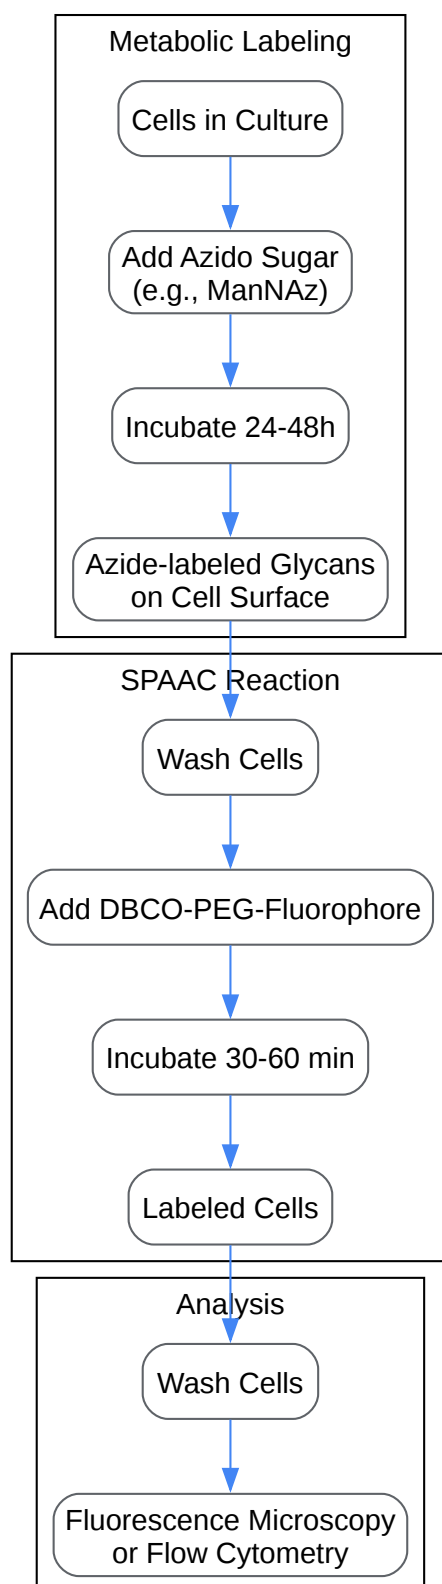 Metabolic Labeling
Cells in Culture
Add Azido Sugar
(e.g., ManNAz)
Incubate 24-48h
Azide-labeled Glycans
on Cell Surface
SPAAC Reaction
Wash Cells
Add DBCO-PEG-Fluorophore
Incubate 30-60 min
Labeled Cells
Analysis
Wash Cells
Fluorescence Microscopy
or Flow Cytometry